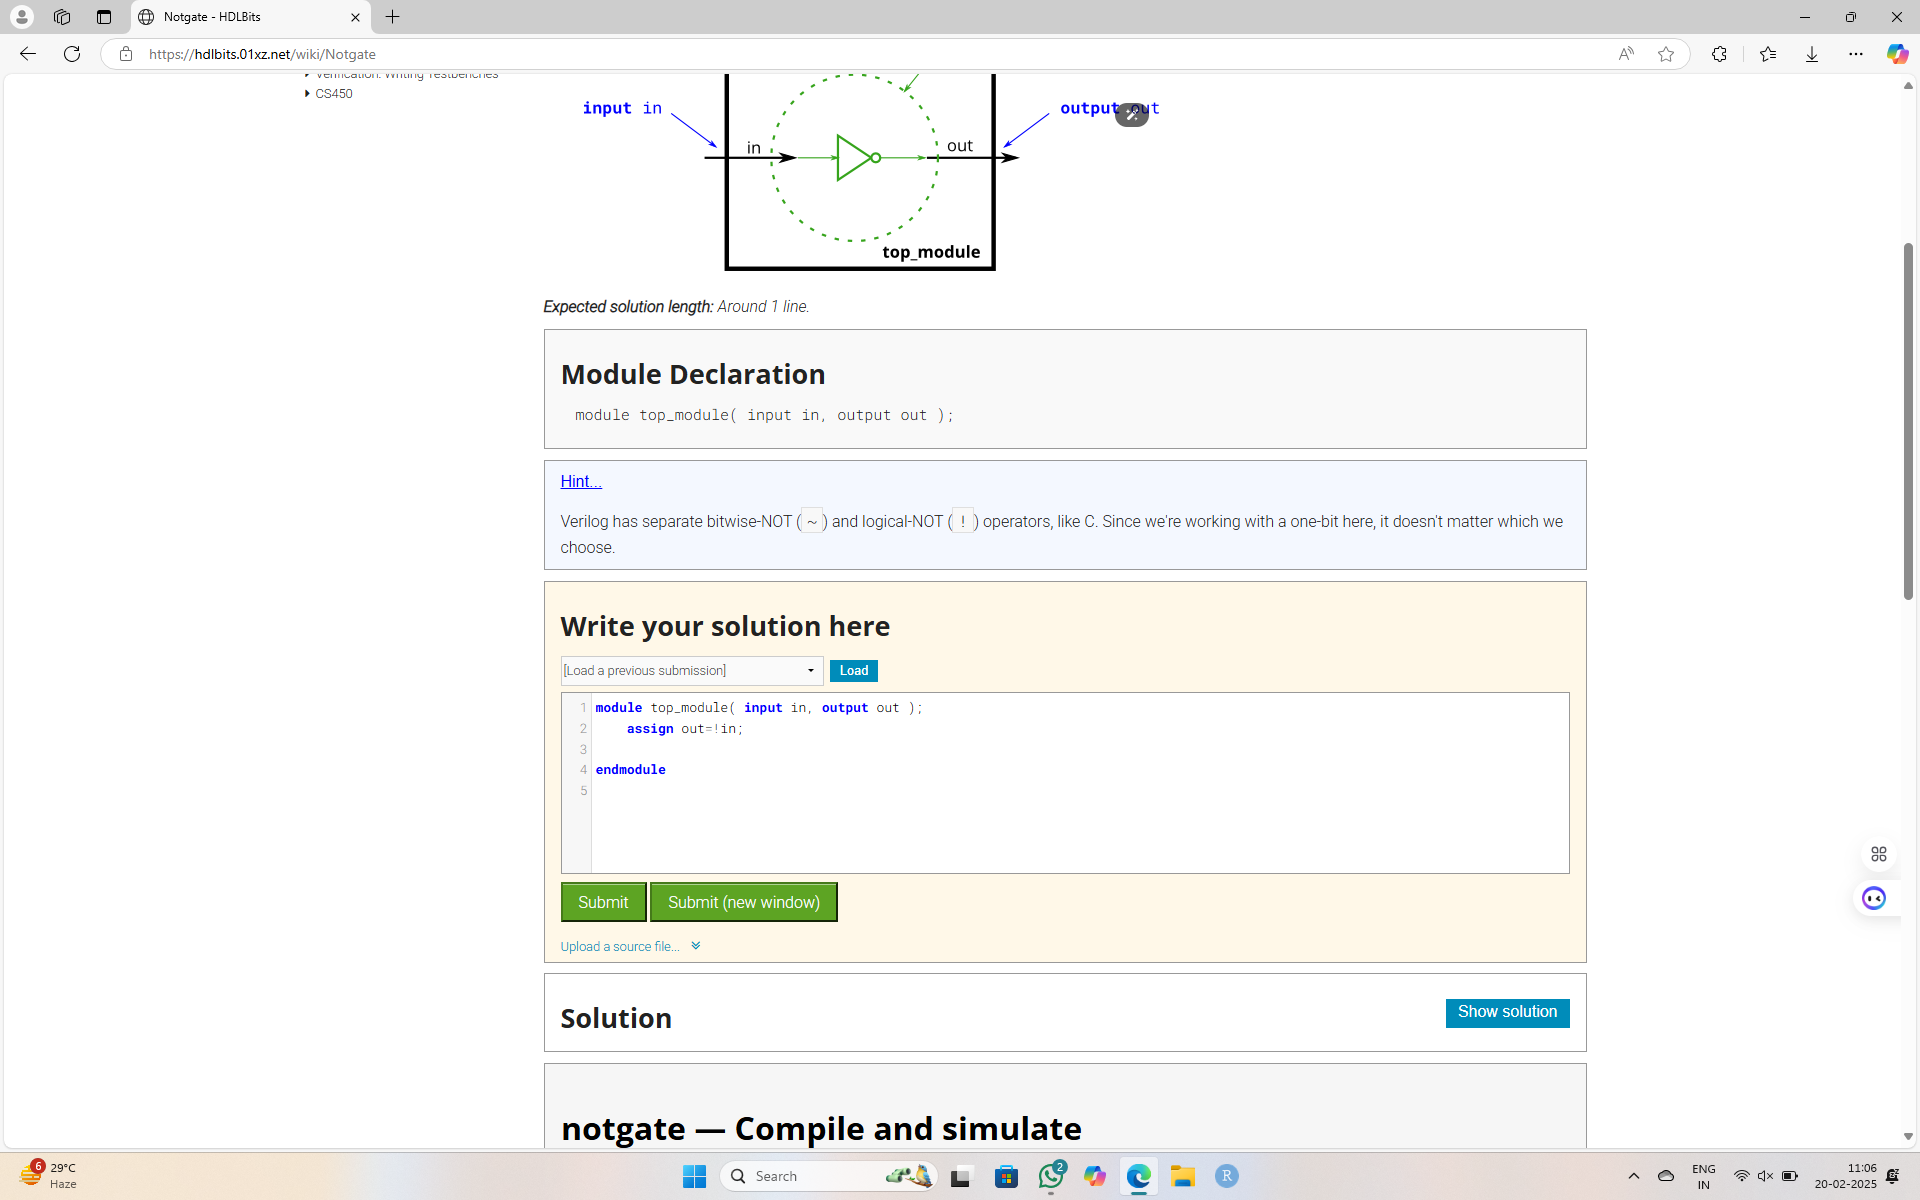 Notgate - HDLBits
https://hdlbits.01xz.net/wiki/Notgate
Verification: Writing Testbenches
CS450
input in
output out
in
out
top_module
Expected solution length: Around 1 line.
Module Declaration
module top_module( input in, output out );
Hint...
Verilog has separate bitwise-NOT ( ~ ) and logical-NOT ( ! ) operators, like C. Since we're working with a one-bit here, it doesn't matter which we
choose.
Write your solution here
[Load a previous submission]
Load
1 module top_module( input in, output out );
2 assign out=!in;
3
4 endmodule
5
Submit
Submit (new window)
Upload a source file...
Solution
Show solution
notgate — Compile and simulate
6
29°C
Haze
Search
2
R
ENG
IN
11:06
20-02-2025